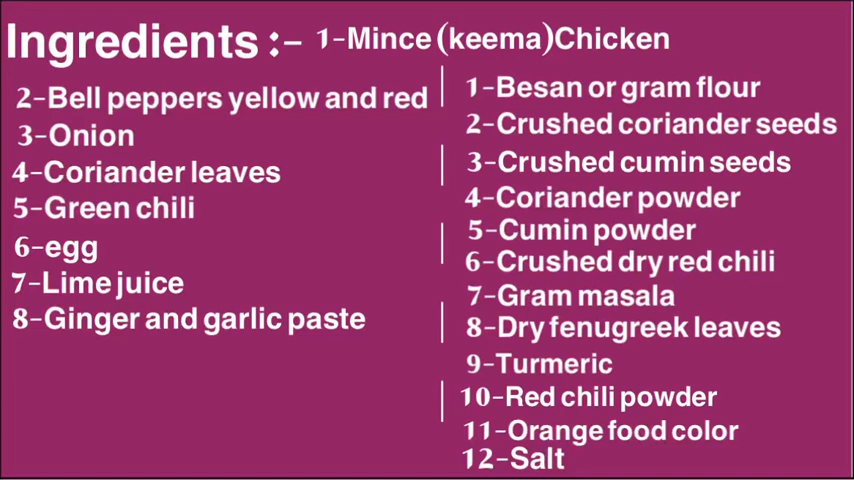 Ingredients :- 1-Mince (keema)Chicken
2-Bell peppers yellow and red
3-Onion
4-Coriander leaves
5-Green chili
6-egg
7-Lime juice
8-Ginger and garlic paste
1-Besan or gram flour
2-Crushed coriander seeds
3-Crushed cumin seeds
4-Coriander powder
5-Cumin powder
6-Crushed dry red chili
7-Gram masala
8-Dry fenugreek leaves
9-Turmeric
10-Red chili powder
11-Orange food color
12-Salt